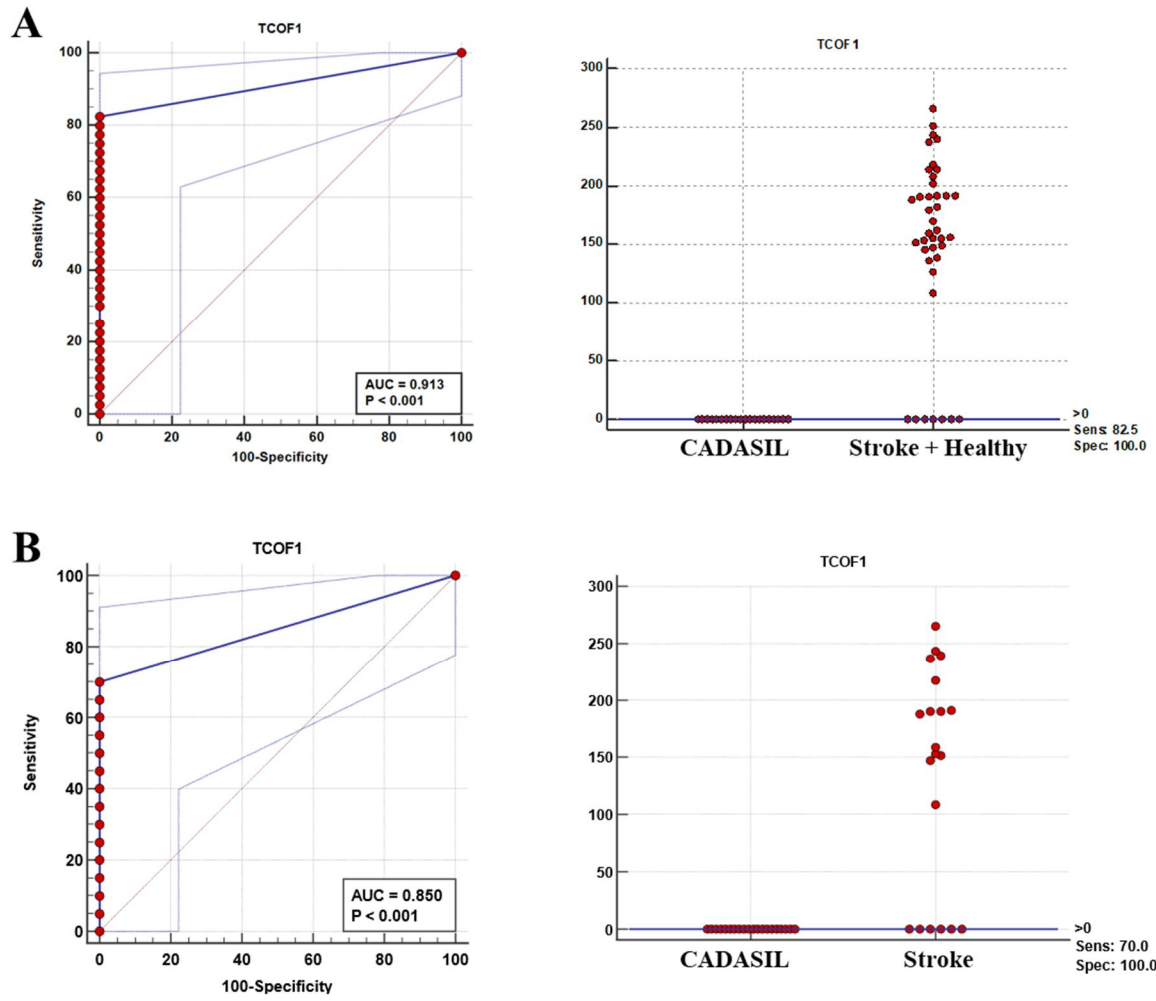 A
TCOF1
100
80
60
40
20
0
Sensitivity
AUC = 0.913
P < 0.001
0 20 40 60 80 100
100-Specificity
TCOF1
300
250
200
150
100
50
0
>0
Sens: 82.5
Spec: 100.0
CADASIL Stroke + Healthy
B
TCOF1
100
80
60
40
20
0
Sensitivity
AUC = 0.850
P < 0.001
0 20 40 60 80 100
100-Specificity
TCOF1
300
250
200
150
100
50
0
>0
Sens: 70.0
Spec: 100.0
CADASIL Stroke